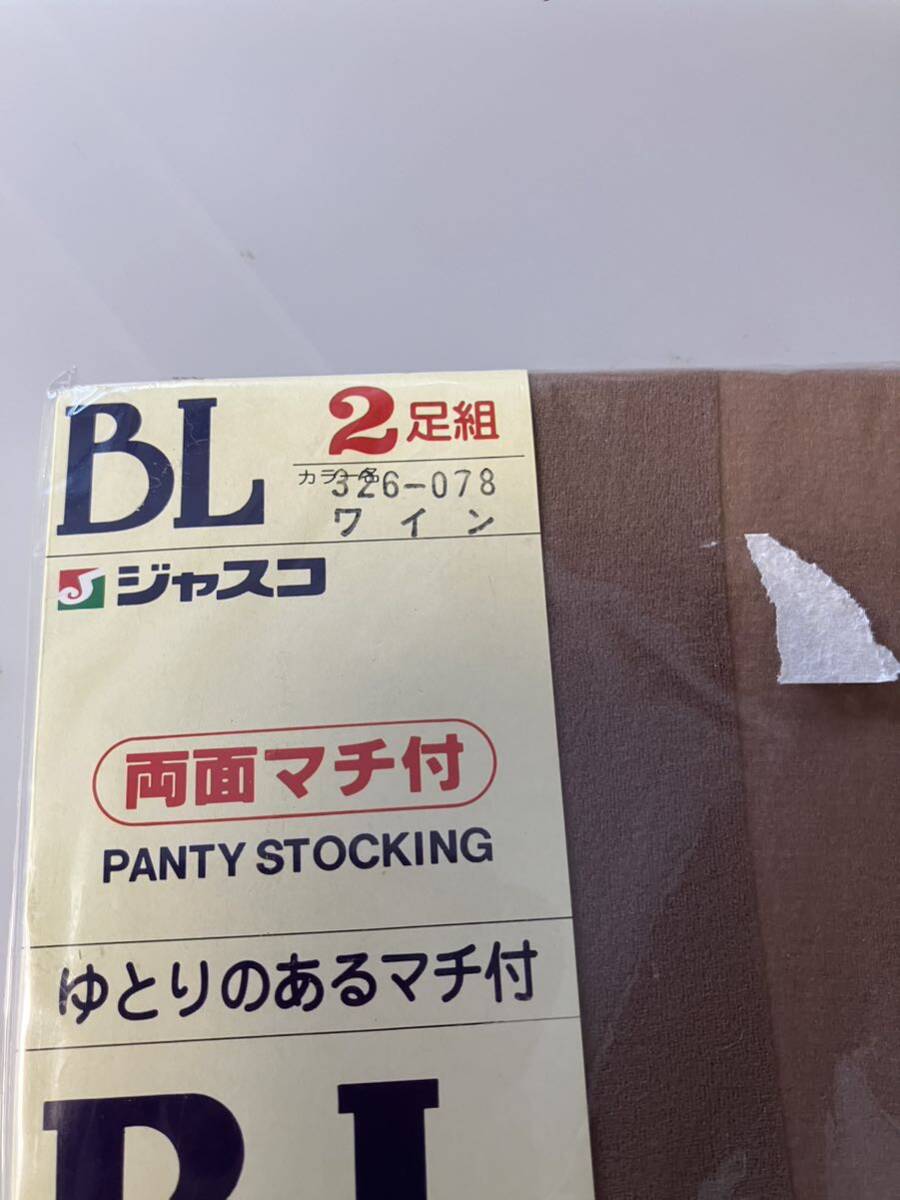 BL 2足組
カラー名 326-078
ワイン
ジャスコ
両面マチ付
PANTY STOCKING
ゆとりのあるマチ付
BL